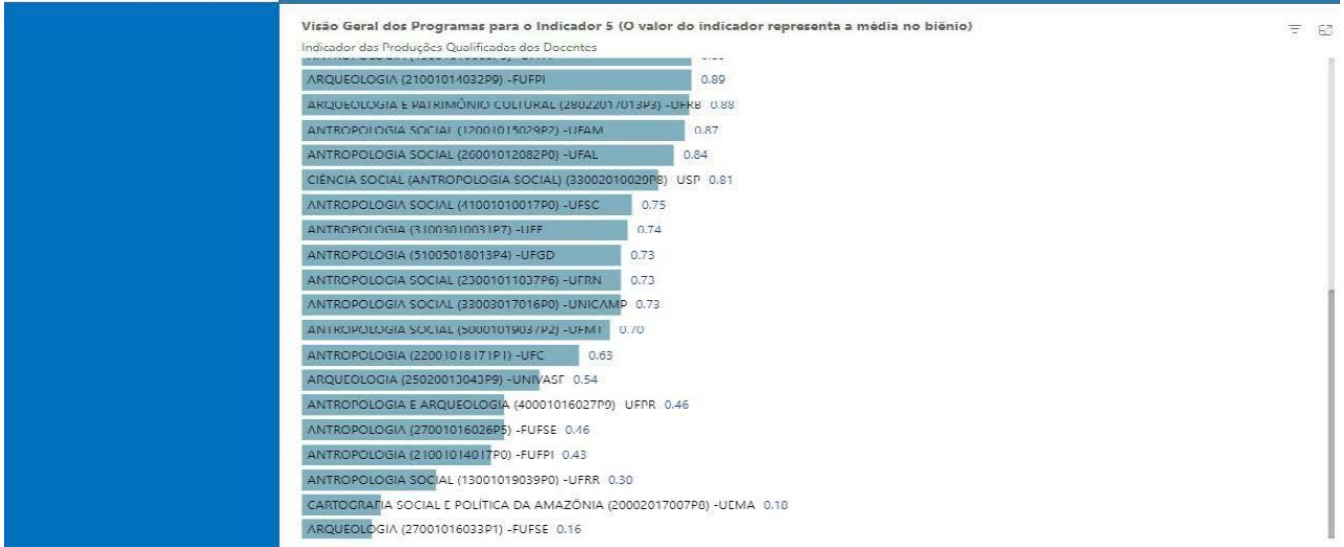 Visão Geral dos Programas para o Indicador 5 (O valor do indicador representa a média no biênio)
Indicador das Produções Qualificadas dos Docentes
ARQUEOLOGIA (21001014032P9) -FUFPI 0.89
ARQUEOLOGIA E PATRIMÔNIO CULTURAL (28022017013P3) -UFRB 0.88
ANTROPOLOGIA SOCIAL (12001015029P2) -UFAM 0.87
ANTROPOLOGIA SOCIAL (26001012082P0) -UFAL 0.84
CIÊNCIA SOCIAL (ANTROPOLOGIA SOCIAL) (33002010029P8) -USP 0.81
ANTROPOLOGIA SOCIAL (41001010017P0) -UFSC 0.75
ANTROPOLOGIA (31003010031P7) -UFF 0.74
ANTROPOLOGIA (51005018013P4) -UFGD 0.73
ANTROPOLOGIA SOCIAL (23001011037P6) -UFRN 0.73
ANTROPOLOGIA SOCIAL (33003017016P0) -UNICAMP 0.73
ANTROPOLOGIA SOCIAL (50001019037P2) -UFMT 0.70
ANTROPOLOGIA (22001018171P1) -UFC 0.63
ARQUEOLOGIA (25020013043P9) -UNIVASF 0.54
ANTROPOLOGIA E ARQUEOLOGIA (40001016027P9) -UFPR 0.46
ANTROPOLOGIA (27001016026P5) -FUFSE 0.46
ANTROPOLOGIA (21001014017P0) -FUFPI 0.43
ANTROPOLOGIA SOCIAL (13001019039P0) -UFRR 0.30
CARTOGRAFIA SOCIAL E POLÍTICA DA AMAZÔNIA (20002017007P8) -UEMA 0.18
ARQUEOLOGIA (27001016033P1) -FUFSE 0.16